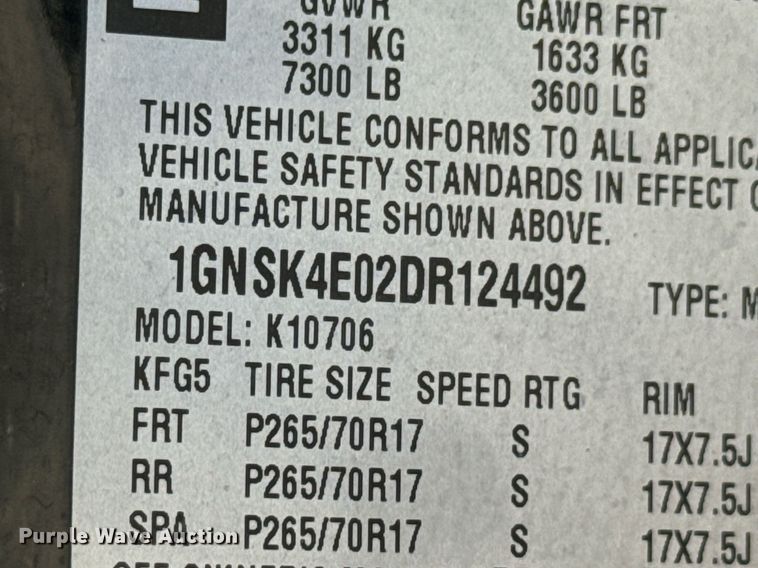 GVWR GAWR FRT
3311 KG 1633 KG
7300 LB 3600 LB
THIS VEHICLE CONFORMS TO ALL
VEHICLE SAFETY STANDARDS IN EFFECT
MANUFACTURE SHOWN ABOVE.
1GNSK4E02DR124492 TYPE: M
MODEL: K10706
KFG5 TIRE SIZE SPEED RTG RIM
FRT P265/70R17 S 17X7.5J
RR P265/70R17 S 17X7.5J
SPA P265/70R17 S 17X7.5J
Purple Wave Auction